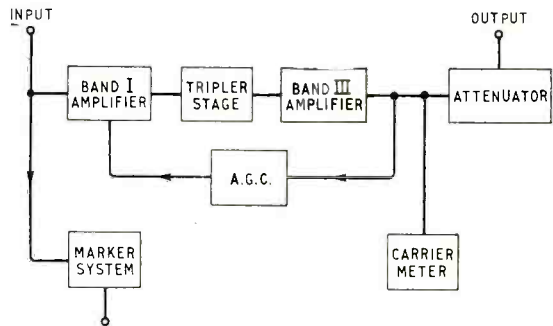 INPUT
OUTPUT
BAND I
AMPLIFIER
TRIPLER
STAGE
BAND III
AMPLIFIER
ATTENUATOR
A.G.C.
MARKER
SYSTEM
CARRIER
METER